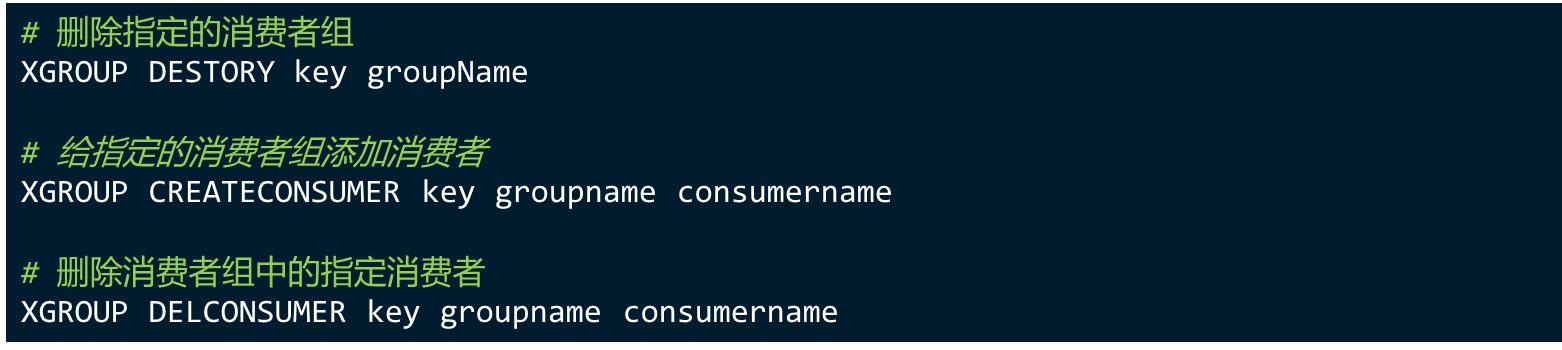 # 删除指定的消费者组
XGROUP DESTORY key groupName
# 给指定的消费者组添加消费者
XGROUP CREATECONSUMER key groupname consumername
# 删除消费者组中的指定消费者
XGROUP DELCONSUMER key groupname consumername